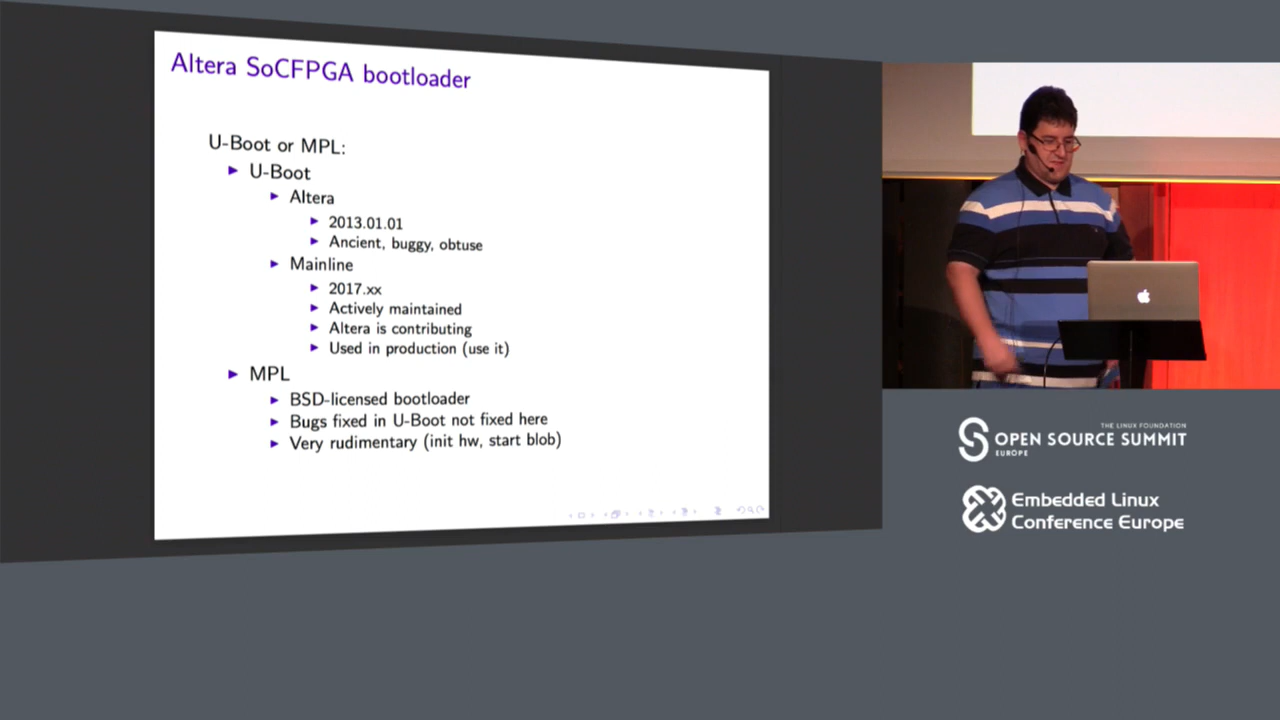 Altera SoCFPGA bootloader
U-Boot or MPL:
U-Boot
Altera
2013.01.01
Ancient, buggy, obtuse
Mainline
2017.xx
Actively maintained
Altera is contributing
Used in production (use it)
MPL
BSD-licensed bootloader
Bugs fixed in U-Boot not fixed here
Very rudimentary (init hw, start blob)
THE LINUX FOUNDATION
OPEN SOURCE SUMMIT
EUROPE
Embedded Linux
Conference Europe